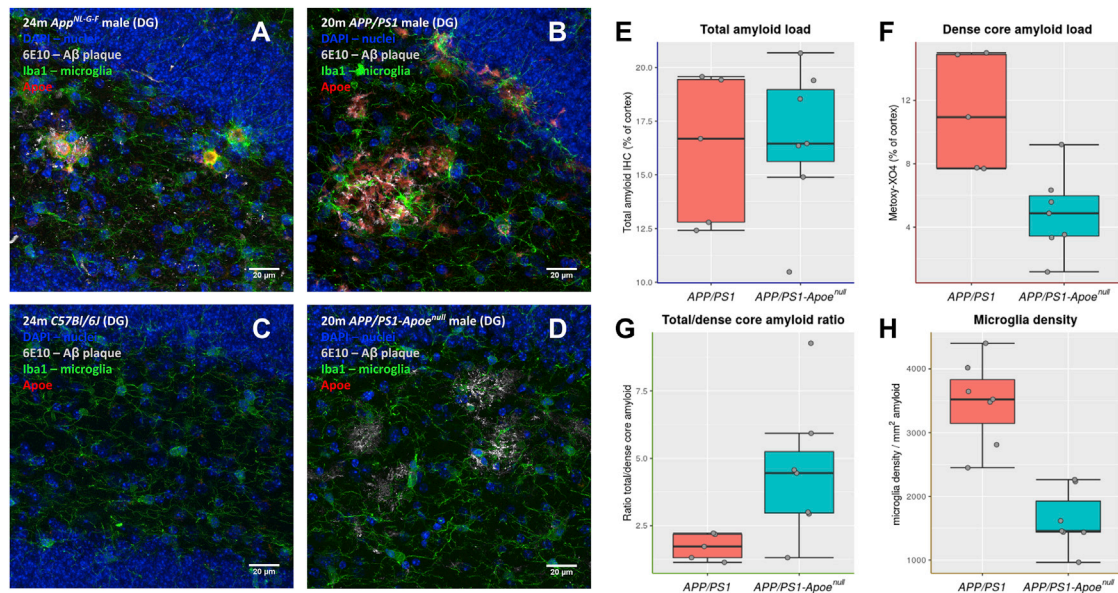 24m App^NL-G-F male (DG)
DAPI – nuclei
6E10 – Aβ plaque
Iba1 – microglia
Apoe
A
20 µm
20m APP/PS1 male (DG)
DAPI – nuclei
6E10 – Aβ plaque
Iba1 – microglia
Apoe
B
20 µm
24m C57Bl/6J (DG)
DAPI – nuclei
6E10 – Aβ plaque
Iba1 – microglia
Apoe
C
20 µm
20m APP/PS1-Apoe^null male (DG)
DAPI – nuclei
6E10 – Aβ plaque
Iba1 – microglia
Apoe
D
20 µm
E
Total amyloid load
Total amyloid IHC (% of cortex)
20.0
17.5
15.0
12.5
10.0
APP/PS1
APP/PS1-Apoe^null
F
Dense core amyloid load
Metoxy-XO4 (% of cortex)
12
8
4
APP/PS1
APP/PS1-Apoe^null
G
Total/dense core amyloid ratio
Ratio total/dense core amyloid
7.5
5.0
2.5
APP/PS1
APP/PS1-Apoe^null
H
Microglia density
microglia density / mm² amyloid
4000
3000
2000
1000
APP/PS1
APP/PS1-Apoe^null